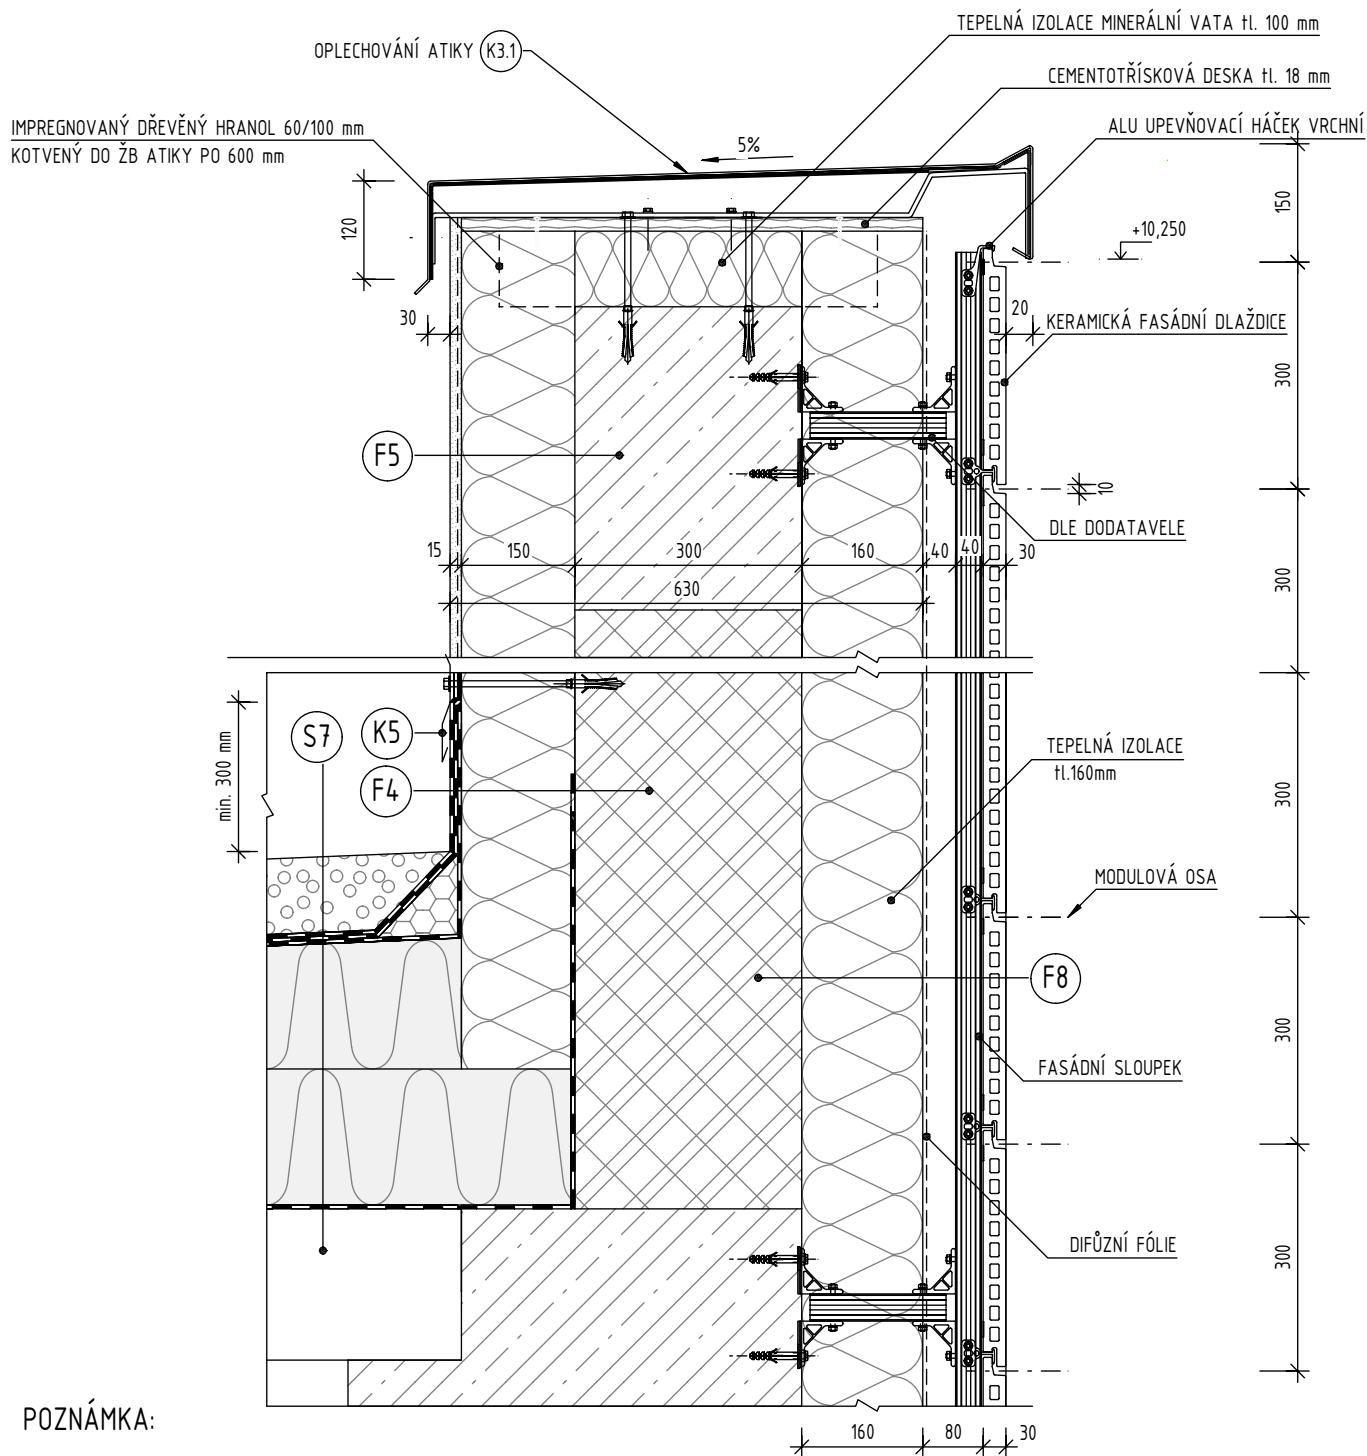 TEPELNÁ IZOLACE MINERÁLNÍ VATA tl. 100 mm
OPLECHOVÁNÍ ATIKY K3.1
CEMENTOTŘÍSKOVÁ DESKA tl. 18 mm
IMPREGNOVANÝ DŘEVĚNÝ HRANOL 60/100 mm
KOTVENÝ DO ŽB ATIKY PO 600 mm
ALU UPEVŇOVACÍ HÁČEK VRCHNÍ
5%
150
120
+10,250
30
20
KERAMICKÁ FASÁDNÍ DLAŽDICE
300
F5
10
DLE DODATAVELE
15
150
300
160
40
40
30
300
630
S7
K5
F4
min. 300 mm
TEPELNÁ IZOLACE
tl.160mm
300
MODULOVÁ OSA
F8
300
FASÁDNÍ SLOUPEK
DIFŮZNÍ FÓLIE
300
POZNÁMKA:
160
80
30